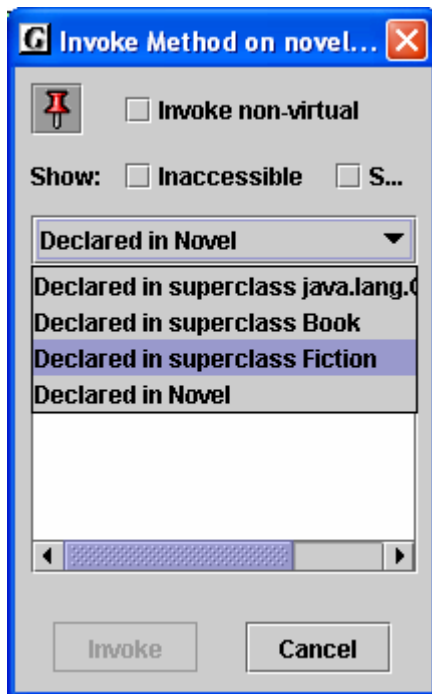 G Invoke Method on novel...
Invoke non-virtual
Show: Inaccessible S...
Declared in Novel
Declared in superclass java.lang.
Declared in superclass Book
Declared in superclass Fiction
Declared in Novel
Invoke Cancel